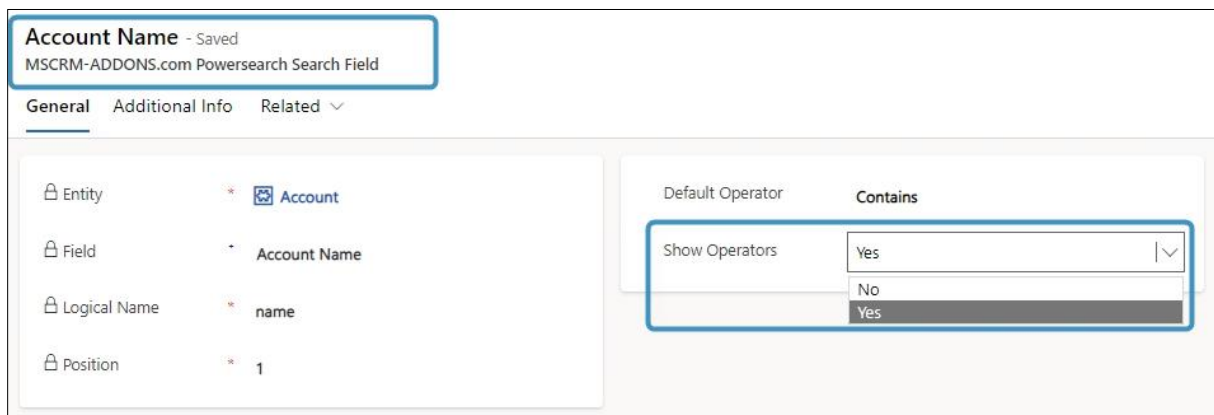 Account Name - Saved
MSCRM-ADDONS.com Powersearch Search Field
General Additional Info Related
Entity * Account
Field * Account Name
Logical Name * name
Position * 1
Default Operator Contains
Show Operators Yes
No
Yes